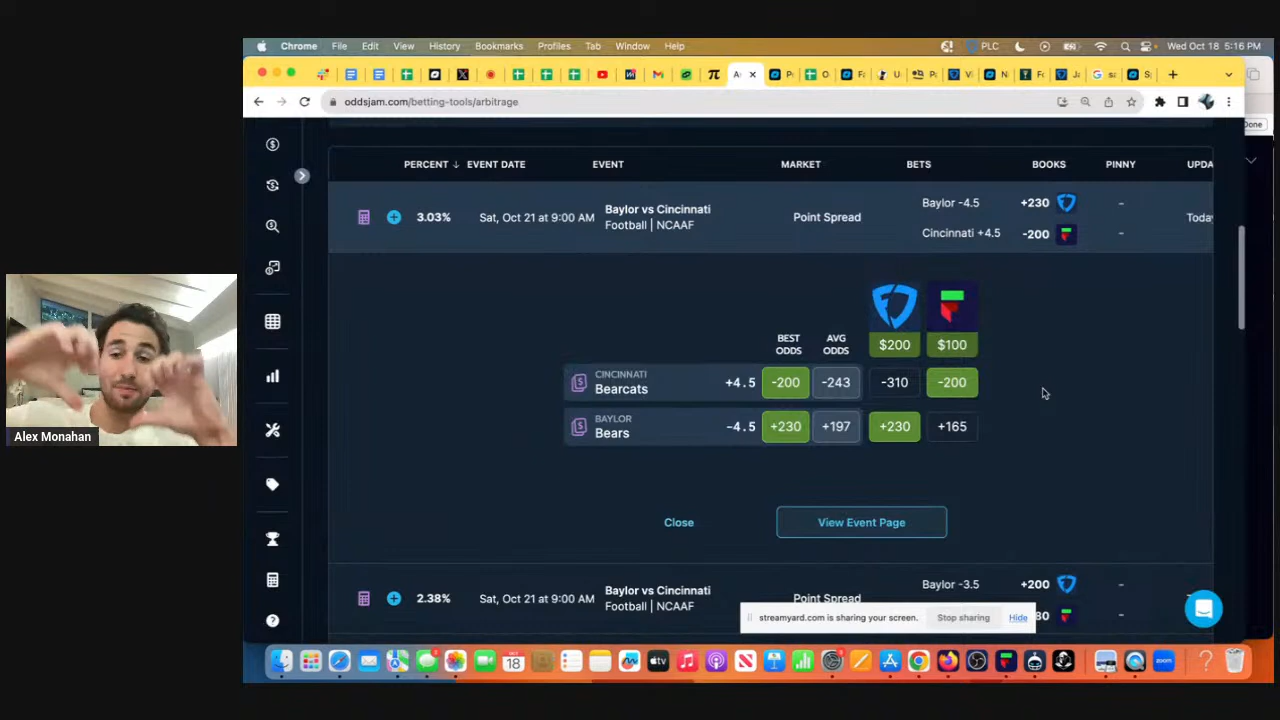 Chrome File Edit View History Bookmarks Profiles Tab Window Help PLC Wed Oct 18 5:16 PM
oddsjam.com/betting-tools/arbitrage
PERCENT ↓ EVENT DATE EVENT MARKET BETS BOOKS PINNY UPDA
3.03% Sat, Oct 21 at 9:00 AM Baylor vs Cincinnati
Football | NCAAF
Point Spread
Baylor -4.5 +230 -
Cincinnati +4.5 -200 -
Today
BEST ODDS
AVG ODDS
$200 $100
CINCINNATI
Bearcats +4.5 -200 -243 -310 -200
BAYLOR
Bears -4.5 +230 +197 +230 +165
Close View Event Page
2.38% Sat, Oct 21 at 9:00 AM Baylor vs Cincinnati
Football | NCAAF
Point Spread
Baylor -3.5 +200 -
80
streamyard.com is sharing your screen. Stop sharing Hide
Alex Monahan
18